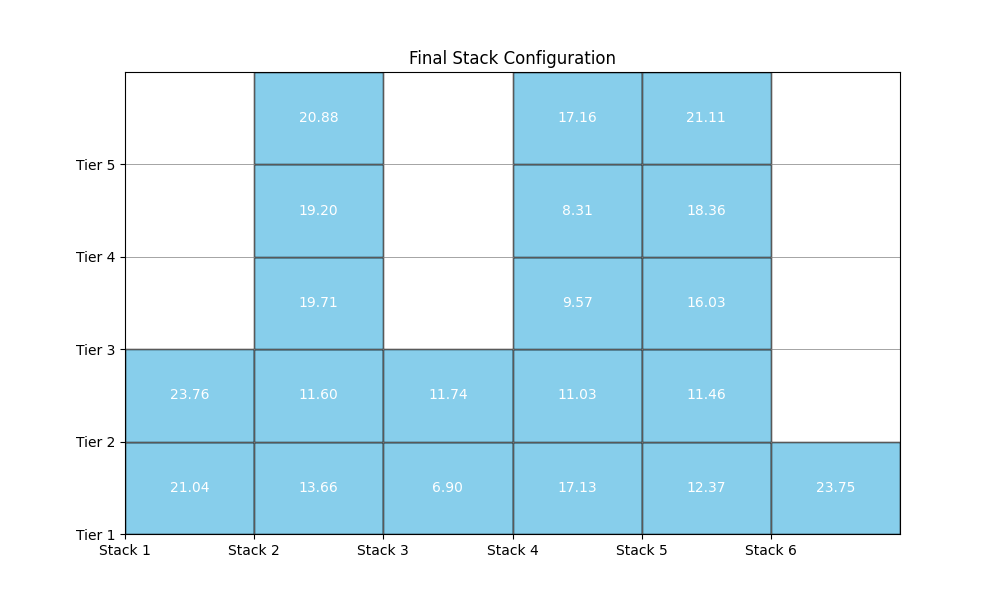 Final Stack Configuration
20.88 17.16 21.11
Tier 5
19.20 8.31 18.36
Tier 4
19.71 9.57 16.03
Tier 3
23.76 11.60 11.74 11.03 11.46
Tier 2
21.04 13.66 6.90 17.13 12.37 23.75
Tier 1
Stack 1 Stack 2 Stack 3 Stack 4 Stack 5 Stack 6